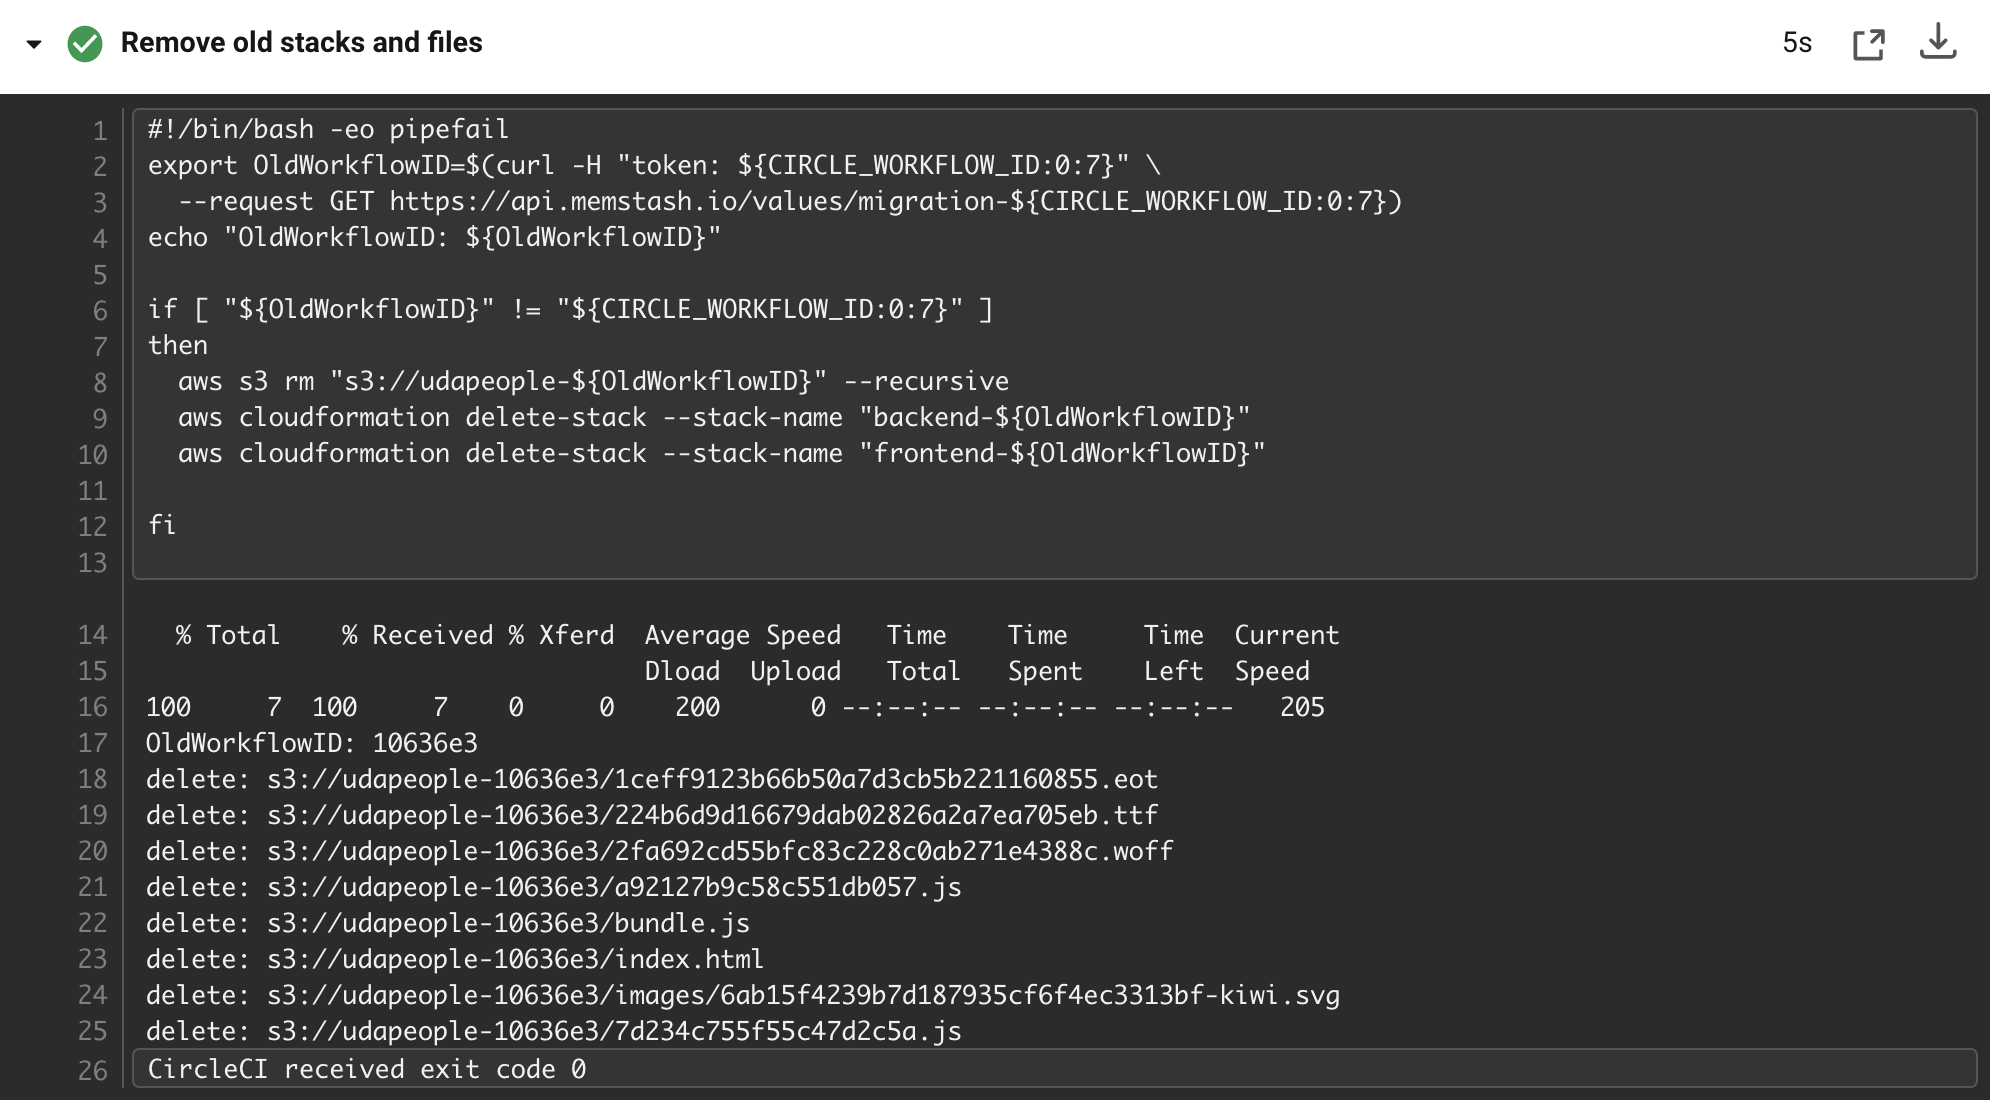 Remove old stacks and files 5s
1 #!/bin/bash -eo pipefail
2 export OldWorkflowID=$(curl -H "token: ${CIRCLE_WORKFLOW_ID:0:7}" \
3   --request GET https://api.memstash.io/values/migration-${CIRCLE_WORKFLOW_ID:0:7})
4 echo "OldWorkflowID: ${OldWorkflowID}"
5
6 if [ "${OldWorkflowID}" != "${CIRCLE_WORKFLOW_ID:0:7}" ]
7 then
8   aws s3 rm "s3://udapeople-${OldWorkflowID}" --recursive
9   aws cloudformation delete-stack --stack-name "backend-${OldWorkflowID}"
10   aws cloudformation delete-stack --stack-name "frontend-${OldWorkflowID}"
11
12 fi
13
14   % Total    % Received % Xferd  Average Speed   Time    Time     Time  Current
15                                  Dload  Upload   Total   Spent    Left  Speed
16 100     7  100     7    0     0    200      0 --:--:-- --:--:-- --:--:--   205
17 OldWorkflowID: 10636e3
18 delete: s3://udapeople-10636e3/1ceff9123b66b50a7d3cb5b221160855.eot
19 delete: s3://udapeople-10636e3/224b6d9d16679dab02826a2a7ea705eb.ttf
20 delete: s3://udapeople-10636e3/2fa692cd55bfc83c228c0ab271e4388c.woff
21 delete: s3://udapeople-10636e3/a92127b9c58c551db057.js
22 delete: s3://udapeople-10636e3/bundle.js
23 delete: s3://udapeople-10636e3/index.html
24 delete: s3://udapeople-10636e3/images/6ab15f4239b7d187935cf6f4ec3313bf-kiwi.svg
25 delete: s3://udapeople-10636e3/7d234c755f55c47d2c5a.js
26 CircleCI received exit code 0